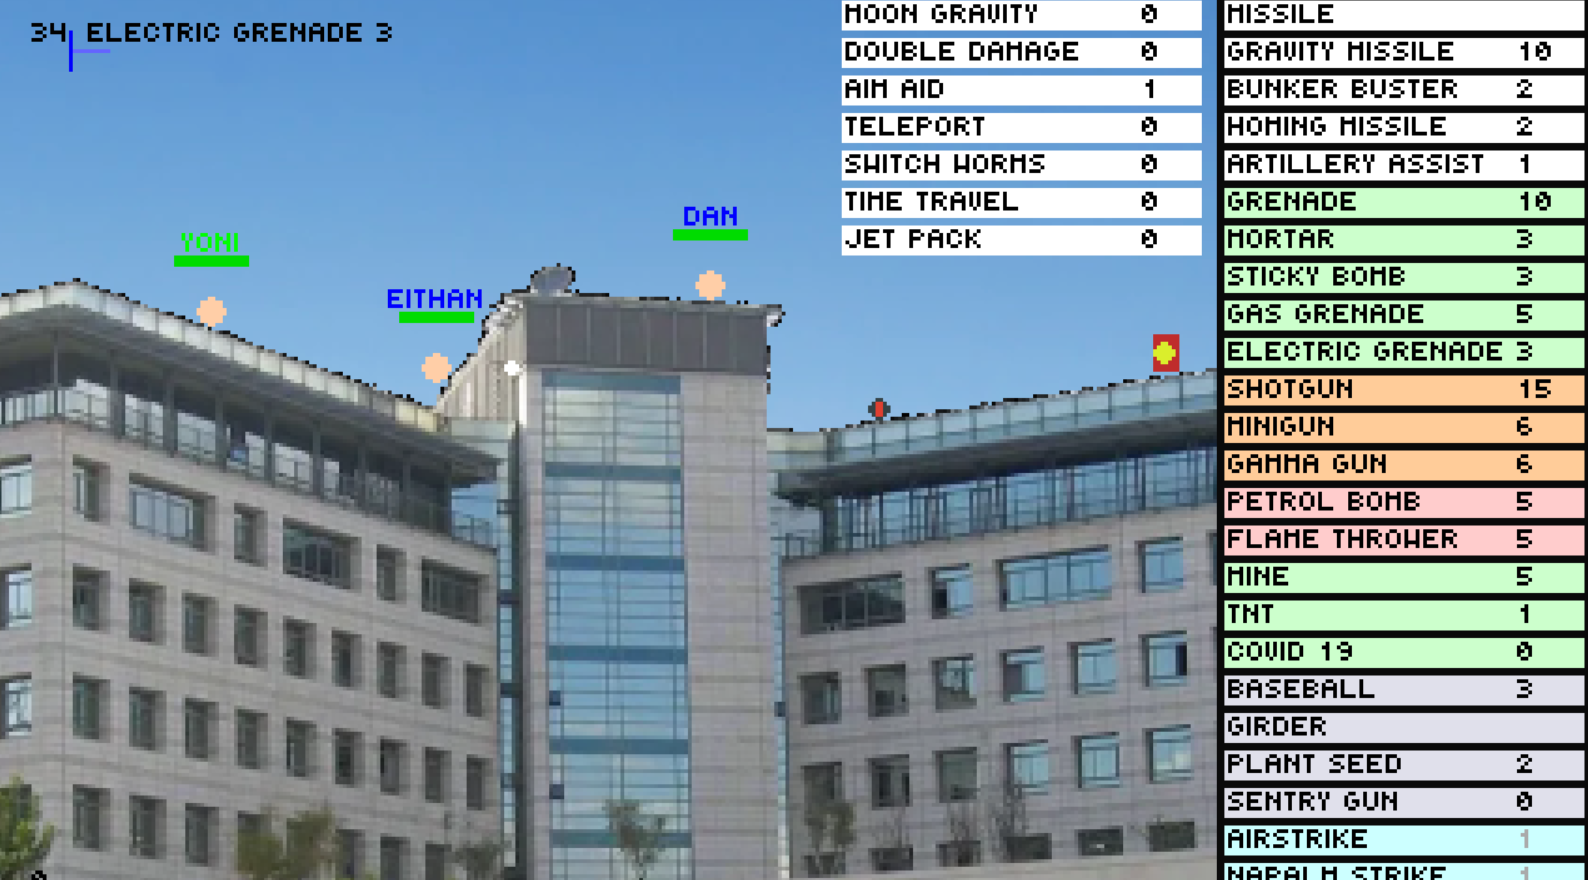 34 ELECTRIC GRENADE 3
MOON GRAVITY 0
DOUBLE DAMAGE 0
AIM AID 1
TELEPORT 0
SWITCH WORMS 0
TIME TRAVEL 0
JET PACK 0
MISSILE
GRAVITY MISSILE 10
BUNKER BUSTER 2
HOMING MISSILE 2
ARTILLERY ASSIST 1
GRENADE 10
MORTAR 3
STICKY BOMB 3
GAS GRENADE 5
ELECTRIC GRENADE 3
SHOTGUN 15
MINIGUN 6
GAMMA GUN 6
PETROL BOMB 5
FLAME THROWER 5
MINE 5
TNT 1
COVID 19 0
BASEBALL 3
GIRDER
PLANT SEED 2
SENTRY GUN 0
AIRSTRIKE 1
NAPALM STRIKE 1
DAN
YONI
EITHAN
0